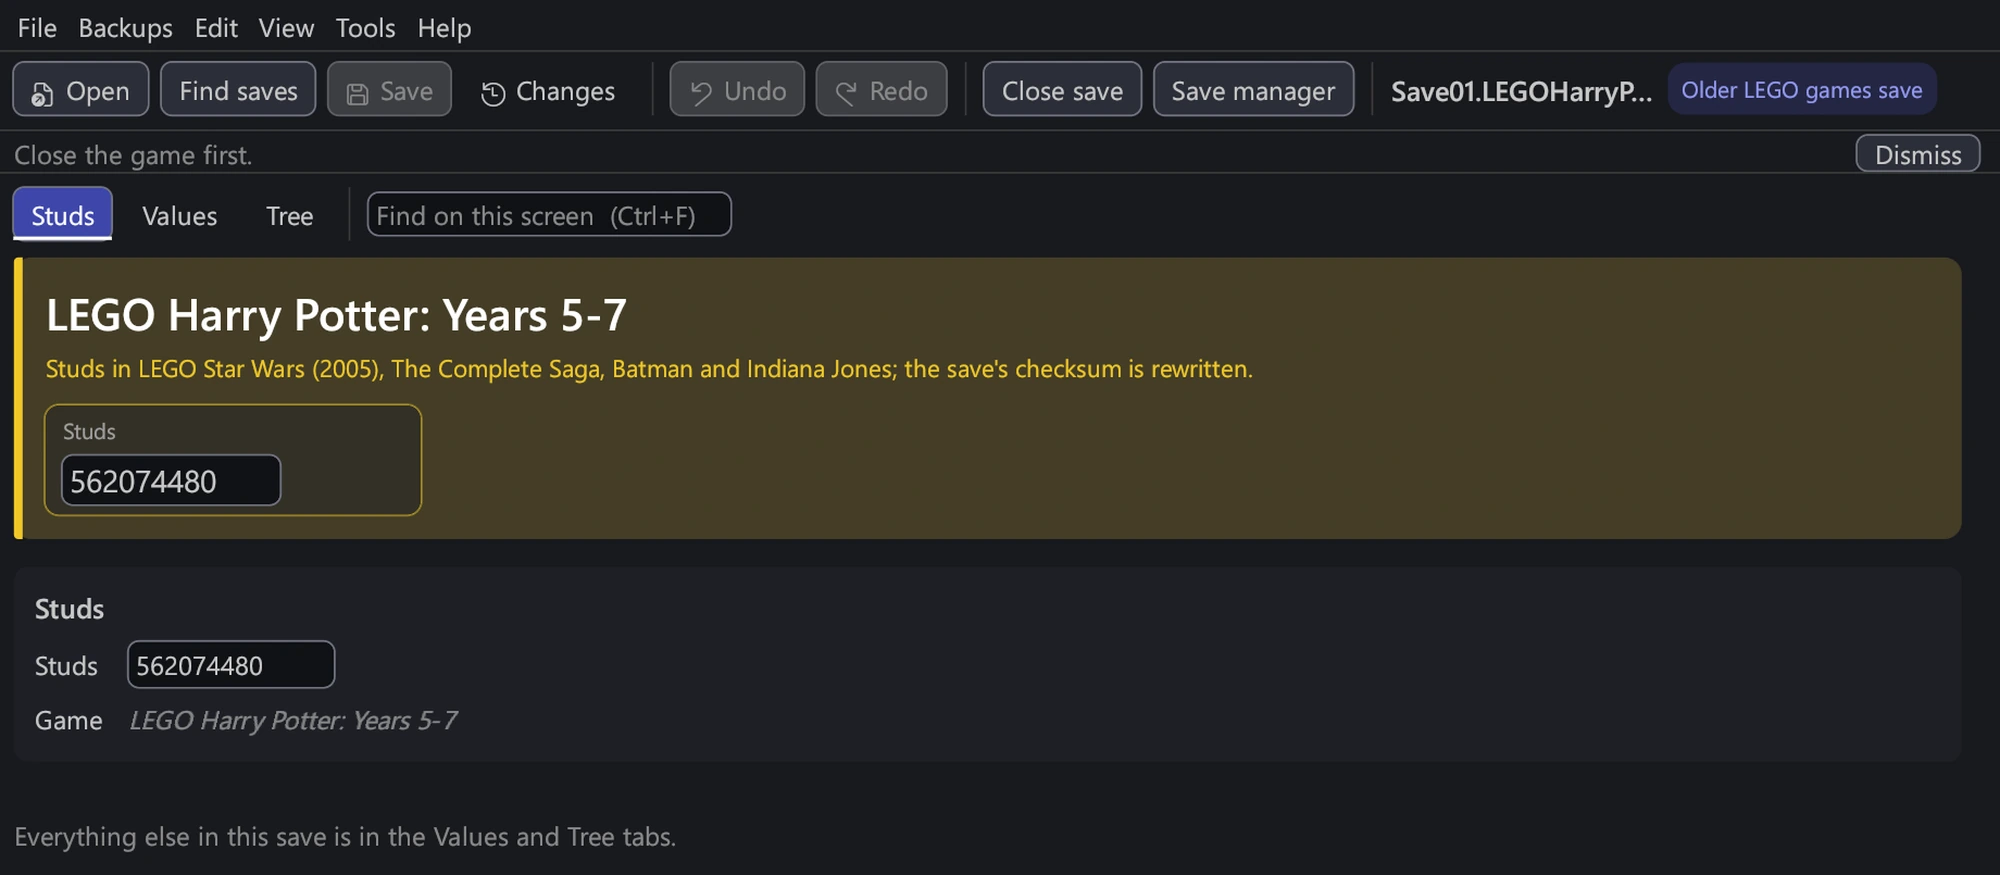 File Backups Edit View Tools Help
Open Find saves Save Changes Undo Redo Close save Save manager Save01.LEGOHarryP... Older LEGO games save
Close the game first. Dismiss
Studs Values Tree Find on this screen (Ctrl+F)
LEGO Harry Potter: Years 5-7
Studs in LEGO Star Wars (2005), The Complete Saga, Batman and Indiana Jones; the save's checksum is rewritten.
Studs
562074480
Studs
Studs 562074480
Game LEGO Harry Potter: Years 5-7
Everything else in this save is in the Values and Tree tabs.